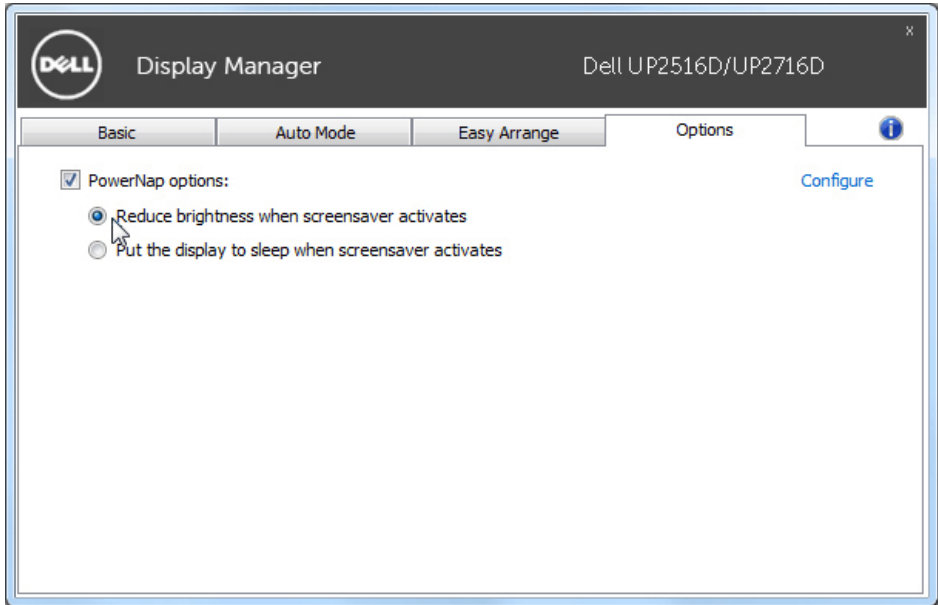 x
DELL Display Manager Dell UP2516D/UP2716D
Basic Auto Mode Easy Arrange Options i
PowerNap options: Configure
Reduce brightness when screensaver activates
Put the display to sleep when screensaver activates